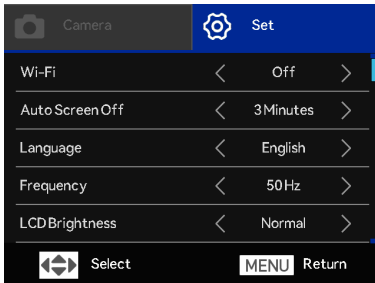 Camera Set
Wi-Fi Off
Auto Screen Off 3 Minutes
Language English
Frequency 50 Hz
LCD Brightness Normal
Select MENU Return